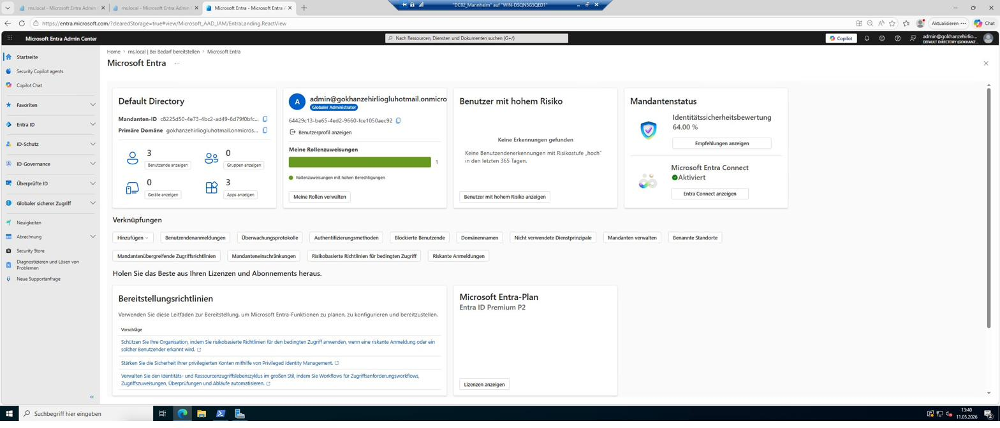 rns.local - Microsoft Entra Admin
rns.local - Microsoft Entra Admin
Microsoft Entra - Microsoft Entra A
"DC02_Mannheim" auf "WIN-DSQN5G5QED1"
https://entra.microsoft.com/?clearedStorage=true#view/Microsoft_AAD_IAM/EntraLanding.ReactView
Aktualisieren
Chat
Microsoft Entra Admin Center
Nach Ressourcen, Diensten und Dokumenten suchen (G+/)
Copilot
admin@gokhanzehirlio...
DEFAULT DIRECTORY (GOKHANZ...
Startseite
Security Copilot agents
Copilot Chat
Favoriten
Entra ID
ID-Schutz
ID-Governance
Überprüfte ID
Globaler sicherer Zugriff
Neuigkeiten
Abrechnung
Security Store
Diagnostizieren und Lösen von
Problemen
Neue Supportanfrage
Home > rns.local | Bei Bedarf bereitstellen > Microsoft Entra
Microsoft Entra ...
Default Directory
Mandanten-ID c8225d50-4e73-4bc2-ad49-6d79f0bfc...
Primäre Domäne gokhanzehirliogluhotmail.onmicros...
3
Benutzende anzeigen
0
Gruppen anzeigen
0
Geräte anzeigen
3
Apps anzeigen
A
admin@gokhanzehirliogluhotmail.onmicro
Globaler Administrator
64429c13-be65-4ed2-9660-fce1050aec92
Benutzerprofil anzeigen
Meine Rollenzuweisungen
1
Rollenzuweisungen mit hohen Berechtigungen
Meine Rollen verwalten
Benutzer mit hohem Risiko
Keine Erkennungen gefunden
Keine Benutzendenerkennungen mit Risikostufe „hoch"
in den letzten 365 Tagen.
Benutzer mit hohem Risiko anzeigen
Mandantenstatus
Identitätssicherheitsbewertung
64.00 %
Empfehlungen anzeigen
Microsoft Entra Connect
Aktiviert
Entra Connect anzeigen
Verknüpfungen
Hinzufügen
Benutzendenanmeldungen
Überwachungsprotokolle
Authentifizierungsmethoden
Blockierte Benutzende
Domänennamen
Nicht verwendete Dienstprinzipale
Mandanten verwalten
Benannte Standorte
Mandantenübergreifende Zugriffsrichtlinien
Mandanteneinschränkungen
Risikobasierte Richtlinien für bedingten Zugriff
Riskante Anmeldungen
Holen Sie das Beste aus Ihren Lizenzen und Abonnements heraus.
Bereitstellungsrichtlinien
Verwenden Sie diese Leitfäden zur Bereitstellung, um Microsoft Entra-Funktionen zu planen, zu konfigurieren und bereitzustellen.
Vorschläge
Schützen Sie Ihre Organisation, indem Sie risikobasierte Richtlinien für den bedingten Zugriff anwenden, wenn eine riskante Anmeldung oder ein
solcher Benutzender erkannt wird.
Stärken Sie die Sicherheit Ihrer privilegierten Konten mithilfe von Privileged Identity Management.
Verwalten Sie den Identitäts- und Ressourcenzugriffslebenszyklus im großen Stil, indem Sie Workflows für Zugriffsanforderungsworkflows,
Zugriffszuweisungen, Überprüfungen und Abläufe automatisieren.
Microsoft Entra-Plan
Entra ID Premium P2
Lizenzen anzeigen
Suchbegriff hier eingeben
13:40
11.05.2026
2